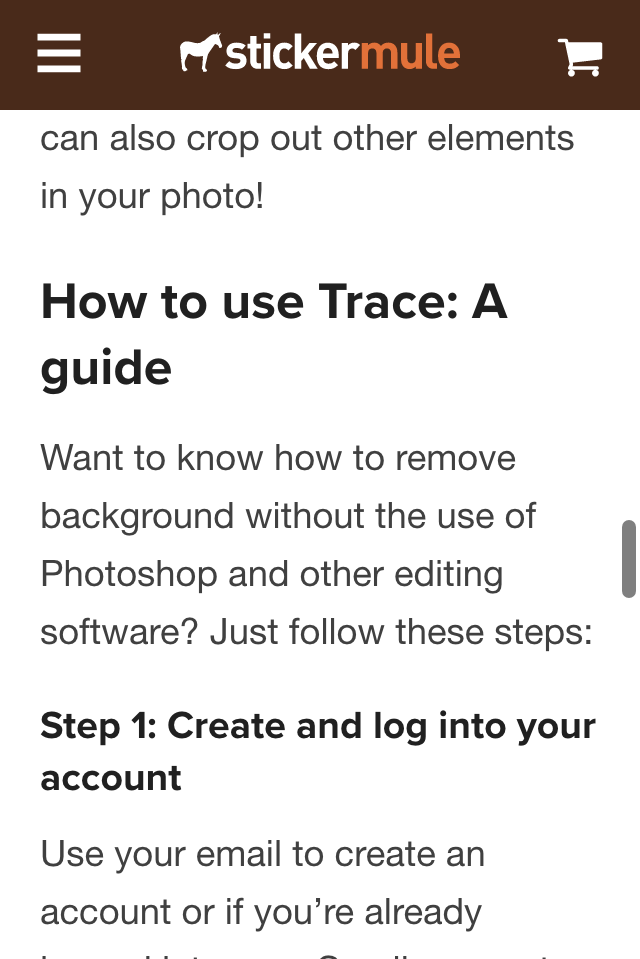 stickermule
can also crop out other elements
in your photo!
How to use Trace: A
guide
Want to know how to remove
background without the use of
Photoshop and other editing
software? Just follow these steps:
Step 1: Create and log into your
account
Use your email to create an
account or if you’re already